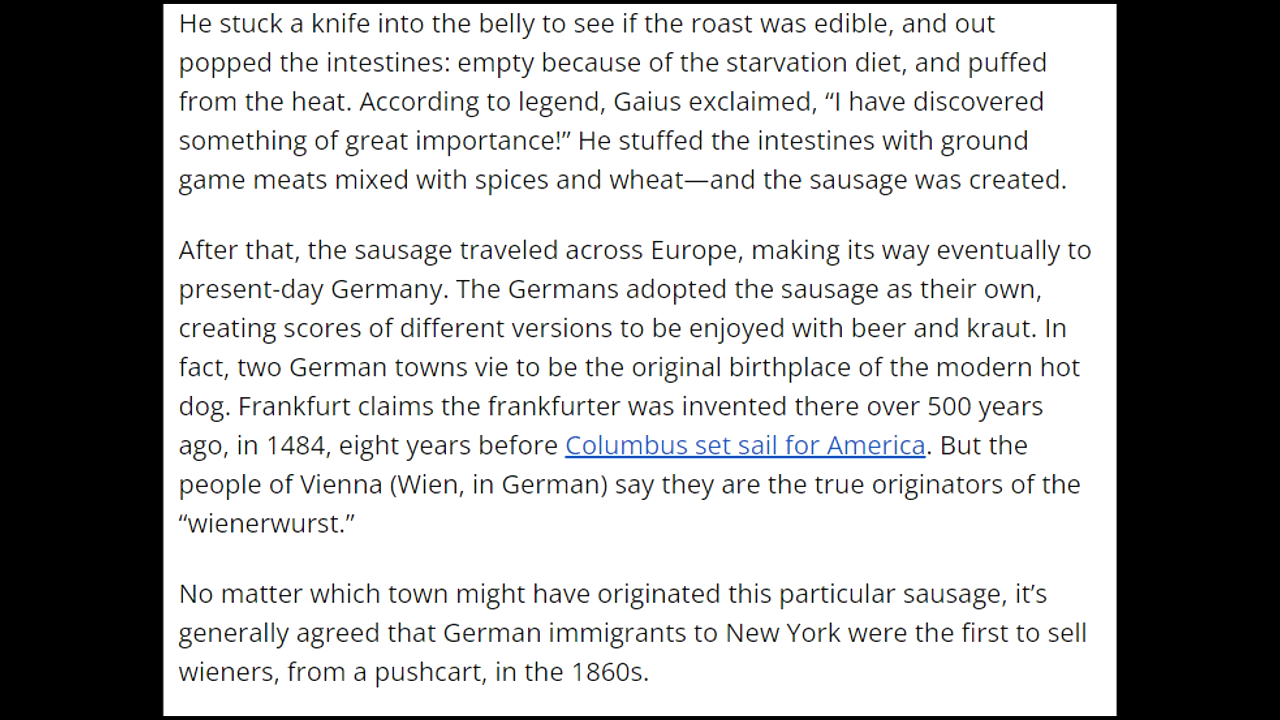 He stuck a knife into the belly to see if the roast was edible, and out
popped the intestines: empty because of the starvation diet, and puffed
from the heat. According to legend, Gaius exclaimed, “I have discovered
something of great importance!” He stuffed the intestines with ground
game meats mixed with spices and wheat—and the sausage was created.
After that, the sausage traveled across Europe, making its way eventually to
present-day Germany. The Germans adopted the sausage as their own,
creating scores of different versions to be enjoyed with beer and kraut. In
fact, two German towns vie to be the original birthplace of the modern hot
dog. Frankfurt claims the frankfurter was invented there over 500 years
ago, in 1484, eight years before Columbus set sail for America. But the
people of Vienna (Wien, in German) say they are the true originators of the
“wienerwurst.”
No matter which town might have originated this particular sausage, it’s
generally agreed that German immigrants to New York were the first to sell
wieners, from a pushcart, in the 1860s.